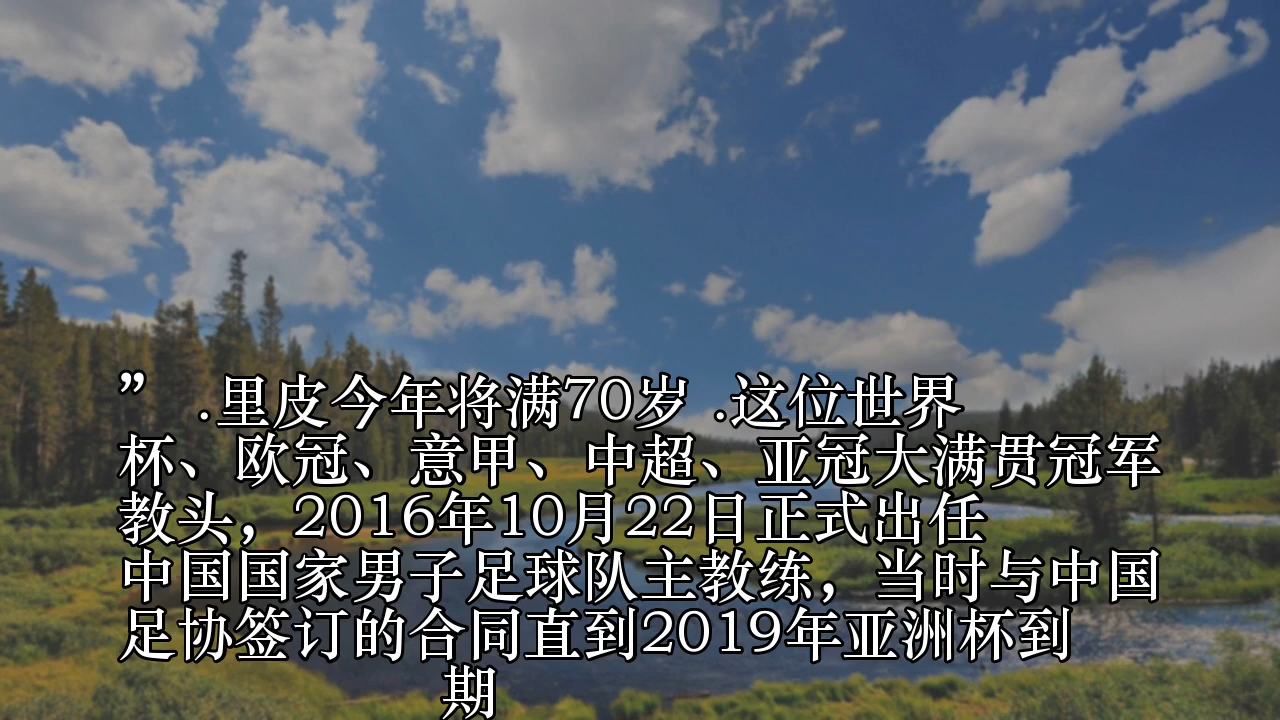 ” .里皮今年将满70岁 .这位世界
杯、欧冠、意甲、中超、亚冠大满贯冠军
教头，2016年10月22日正式出任
中国国家男子足球队主教练，当时与中国
足协签订的合同直到2019年亚洲杯到
期